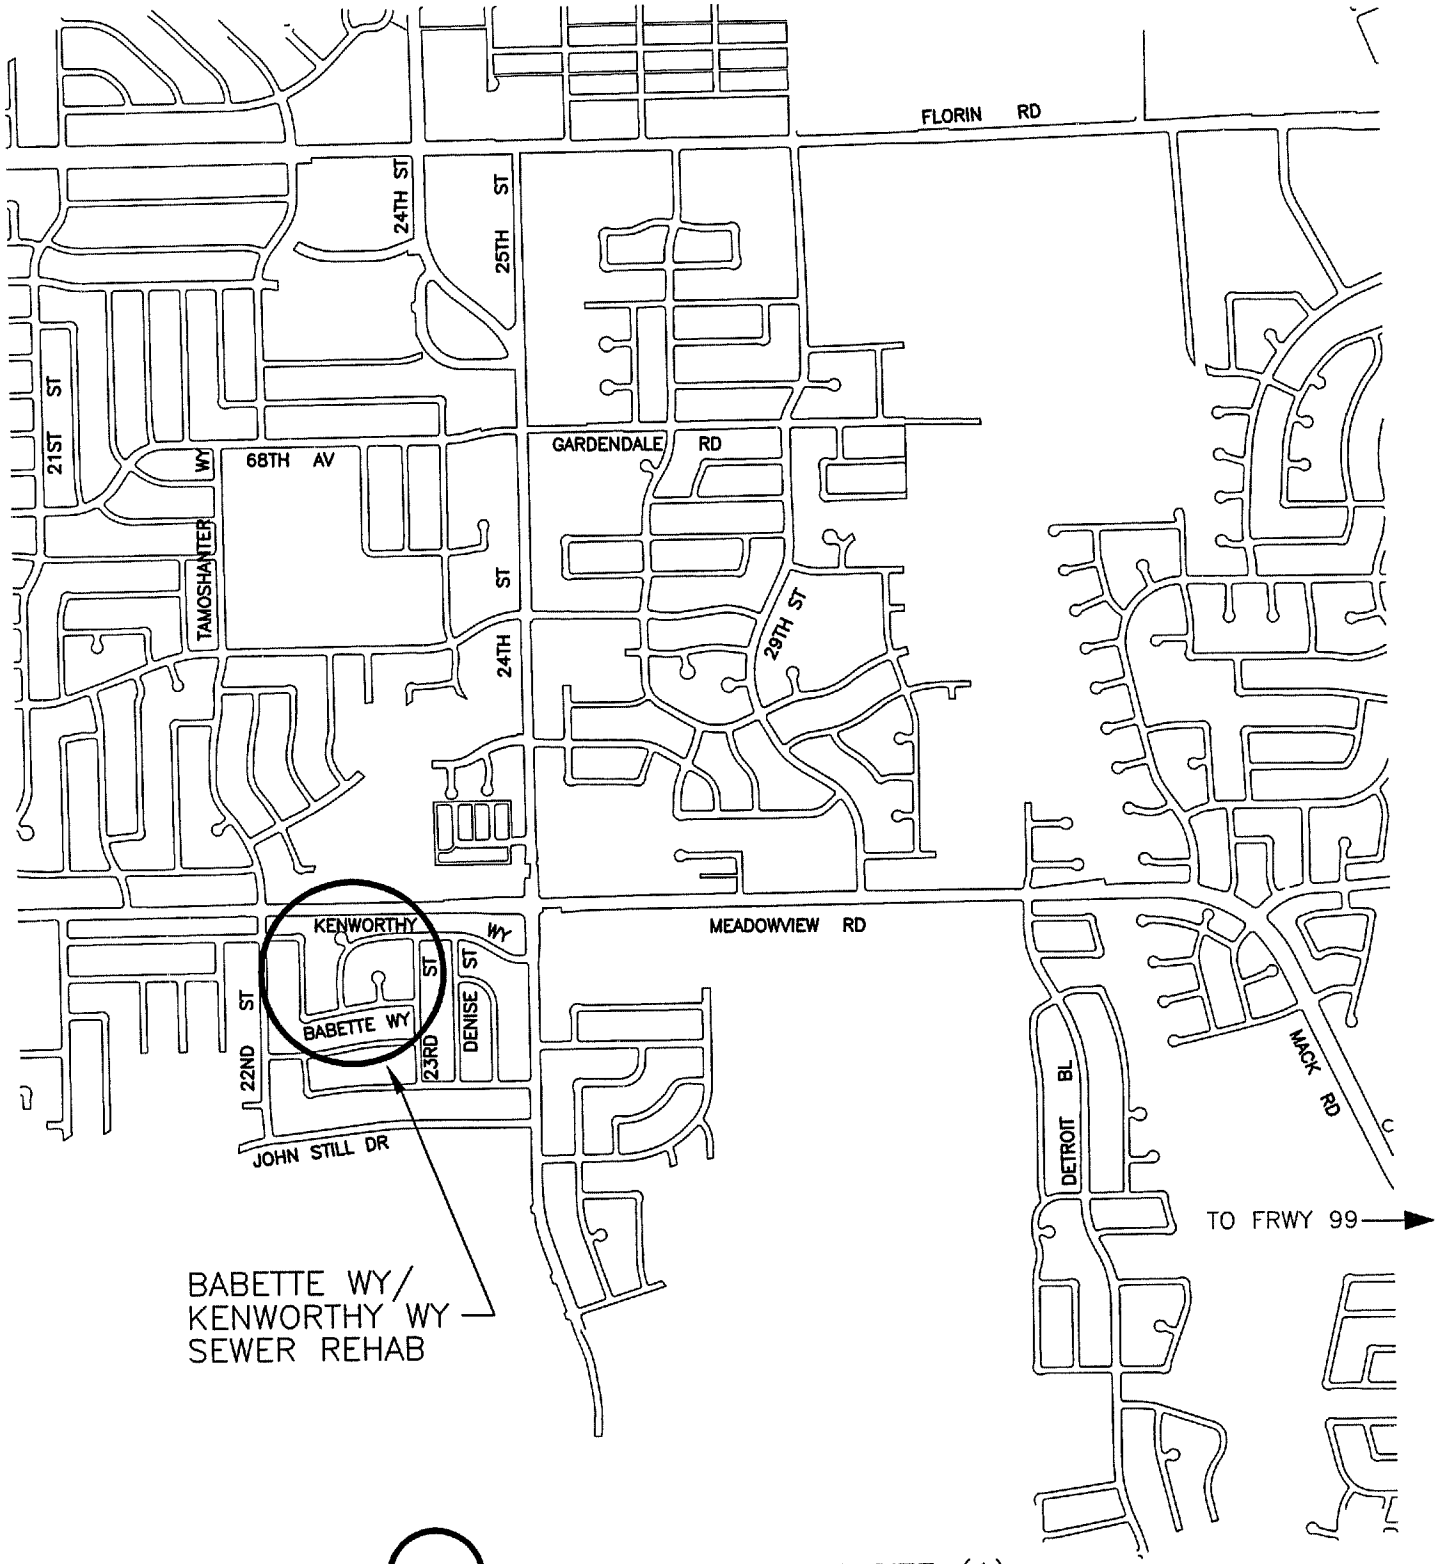 FLORIN RD
24TH ST
25TH ST
21ST ST
GARDENDALE RD
68TH AV
TAMOSHANTER WY
24TH ST
29TH ST
KENWORTHY WY
MEADOWVIEW RD
22ND ST
BABETTE WY
23RD ST
DENISE ST
MACK RD
DETROIT BL
JOHN STILL DR
TO FRWY 99
BABETTE WY/
KENWORTHY WY
SEWER REHAB